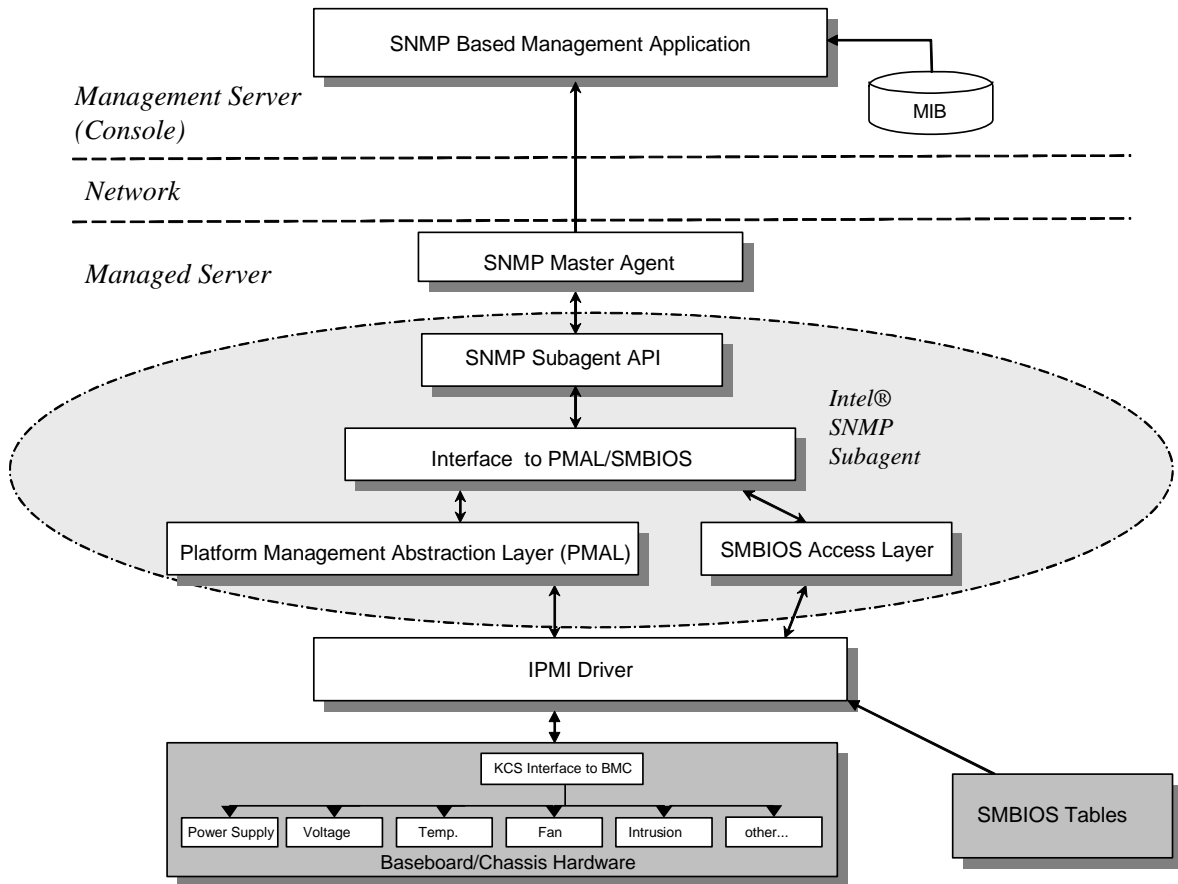 SNMP Based Management Application
Management Server
(Console)
MIB
Network
SNMP Master Agent
Managed Server
SNMP Subagent API
Intel®
SNMP
Subagent
Interface to PMAL/SMBIOS
Platform Management Abstraction Layer (PMAL)
SMBIOS Access Layer
IPMI Driver
KCS Interface to BMC
Power Supply
Voltage
Temp.
Fan
Intrusion
other...
Baseboard/Chassis Hardware
SMBIOS Tables